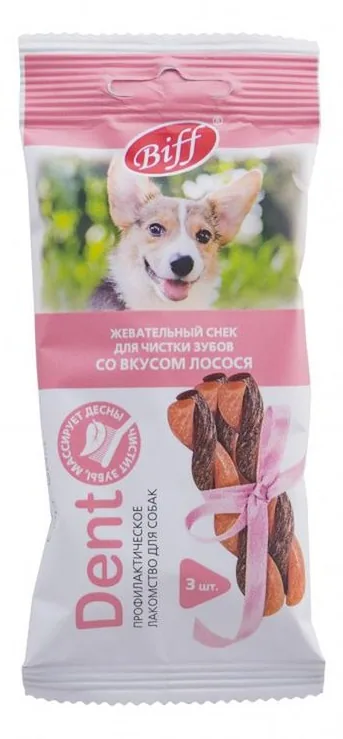 Biff®
ЖЕВАТЕЛЬНЫЙ СНЕК
ДЛЯ ЧИСТКИ ЗУБОВ
СО ВКУСОМ ЛОСОСЯ
МАССИРУЕТ ДЕСНЫ
ЧИСТИТ ЗУБЫ,
Dent
ПРОФИЛАКТИЧЕСКОЕ
ЛАКОМСТВО ДЛЯ СОБАК
3 шт.